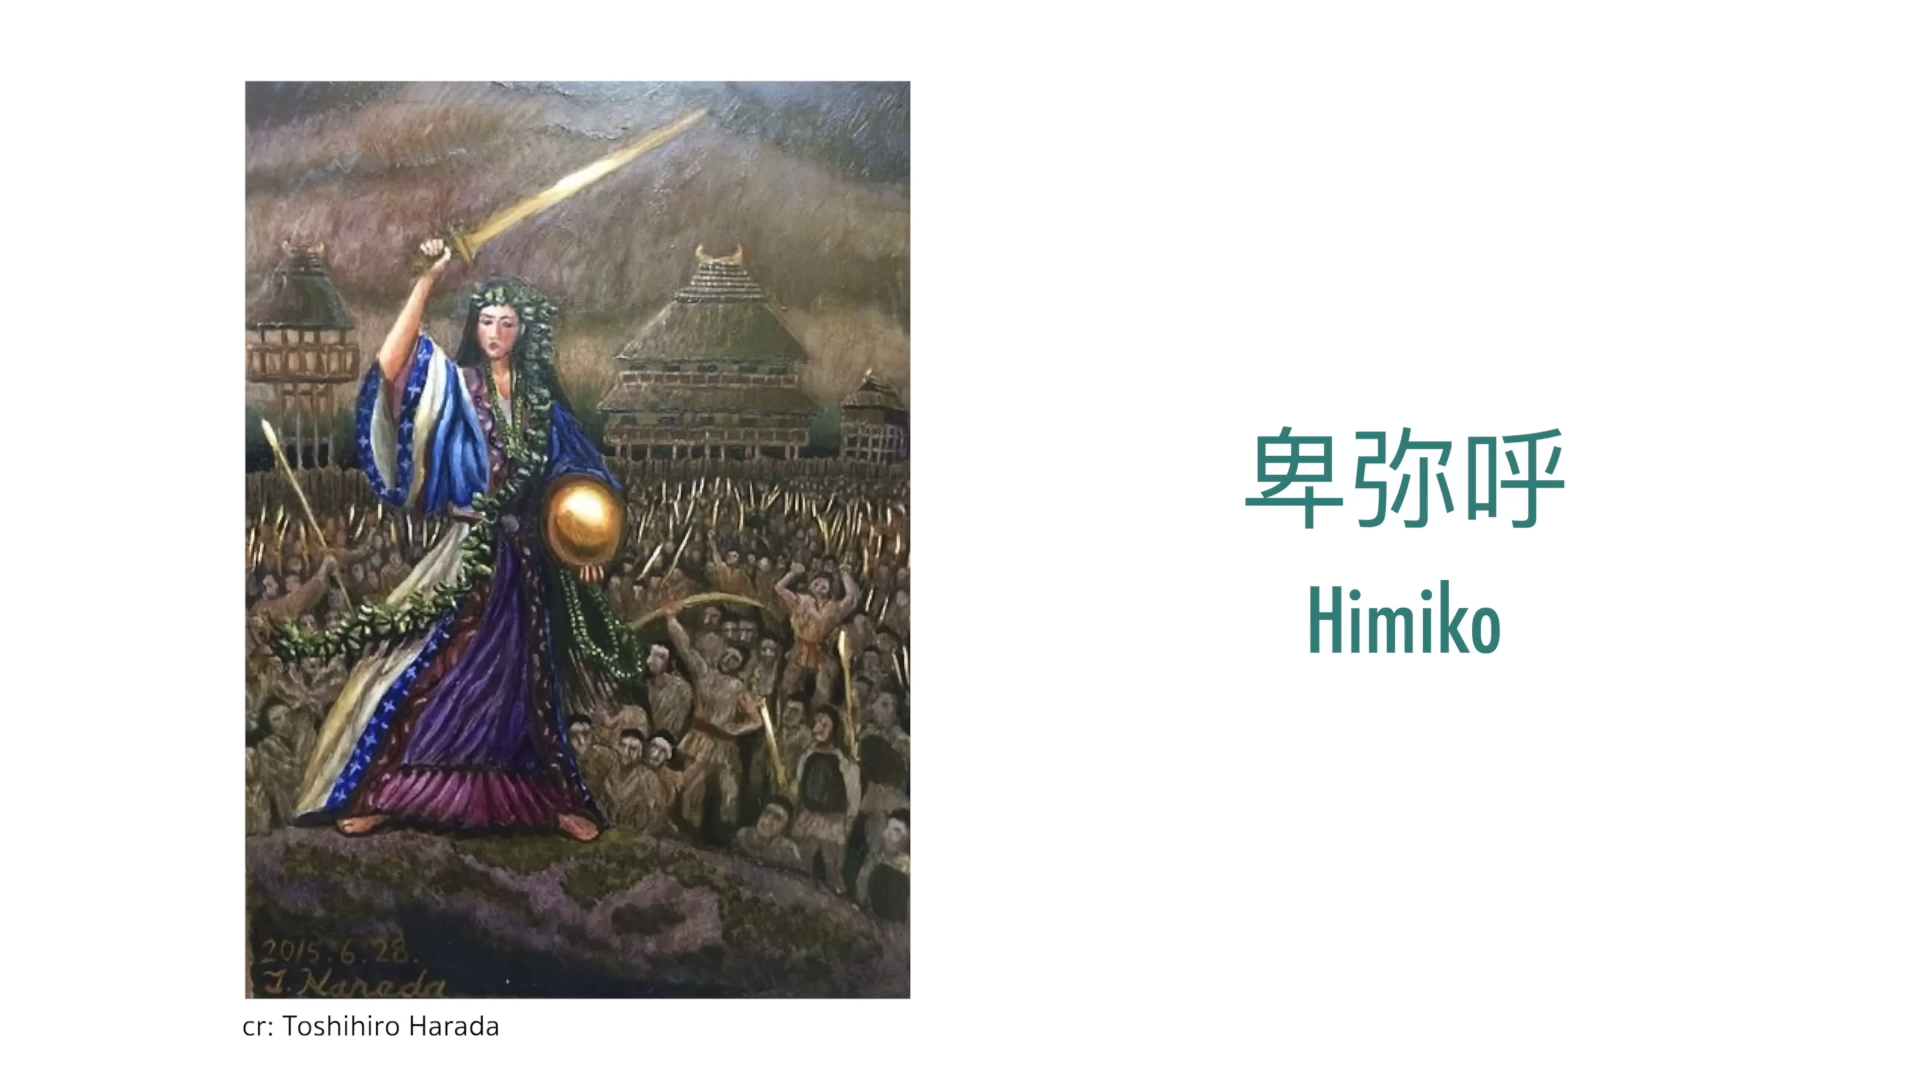 2015.6.28.
T. Harada
cr: Toshihiro Harada
卑弥呼
Himiko